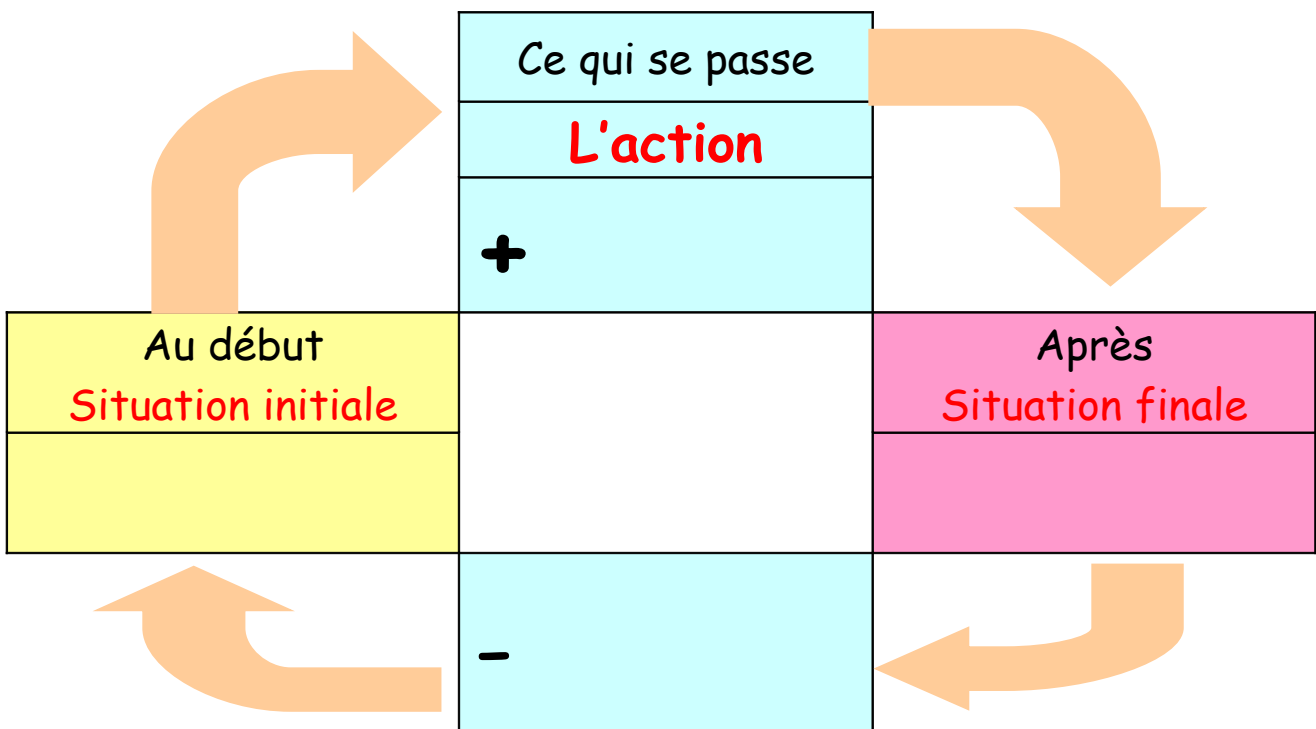 Ce qui se passe
L'action
+
Au début
Situation initiale
Après
Situation finale
-